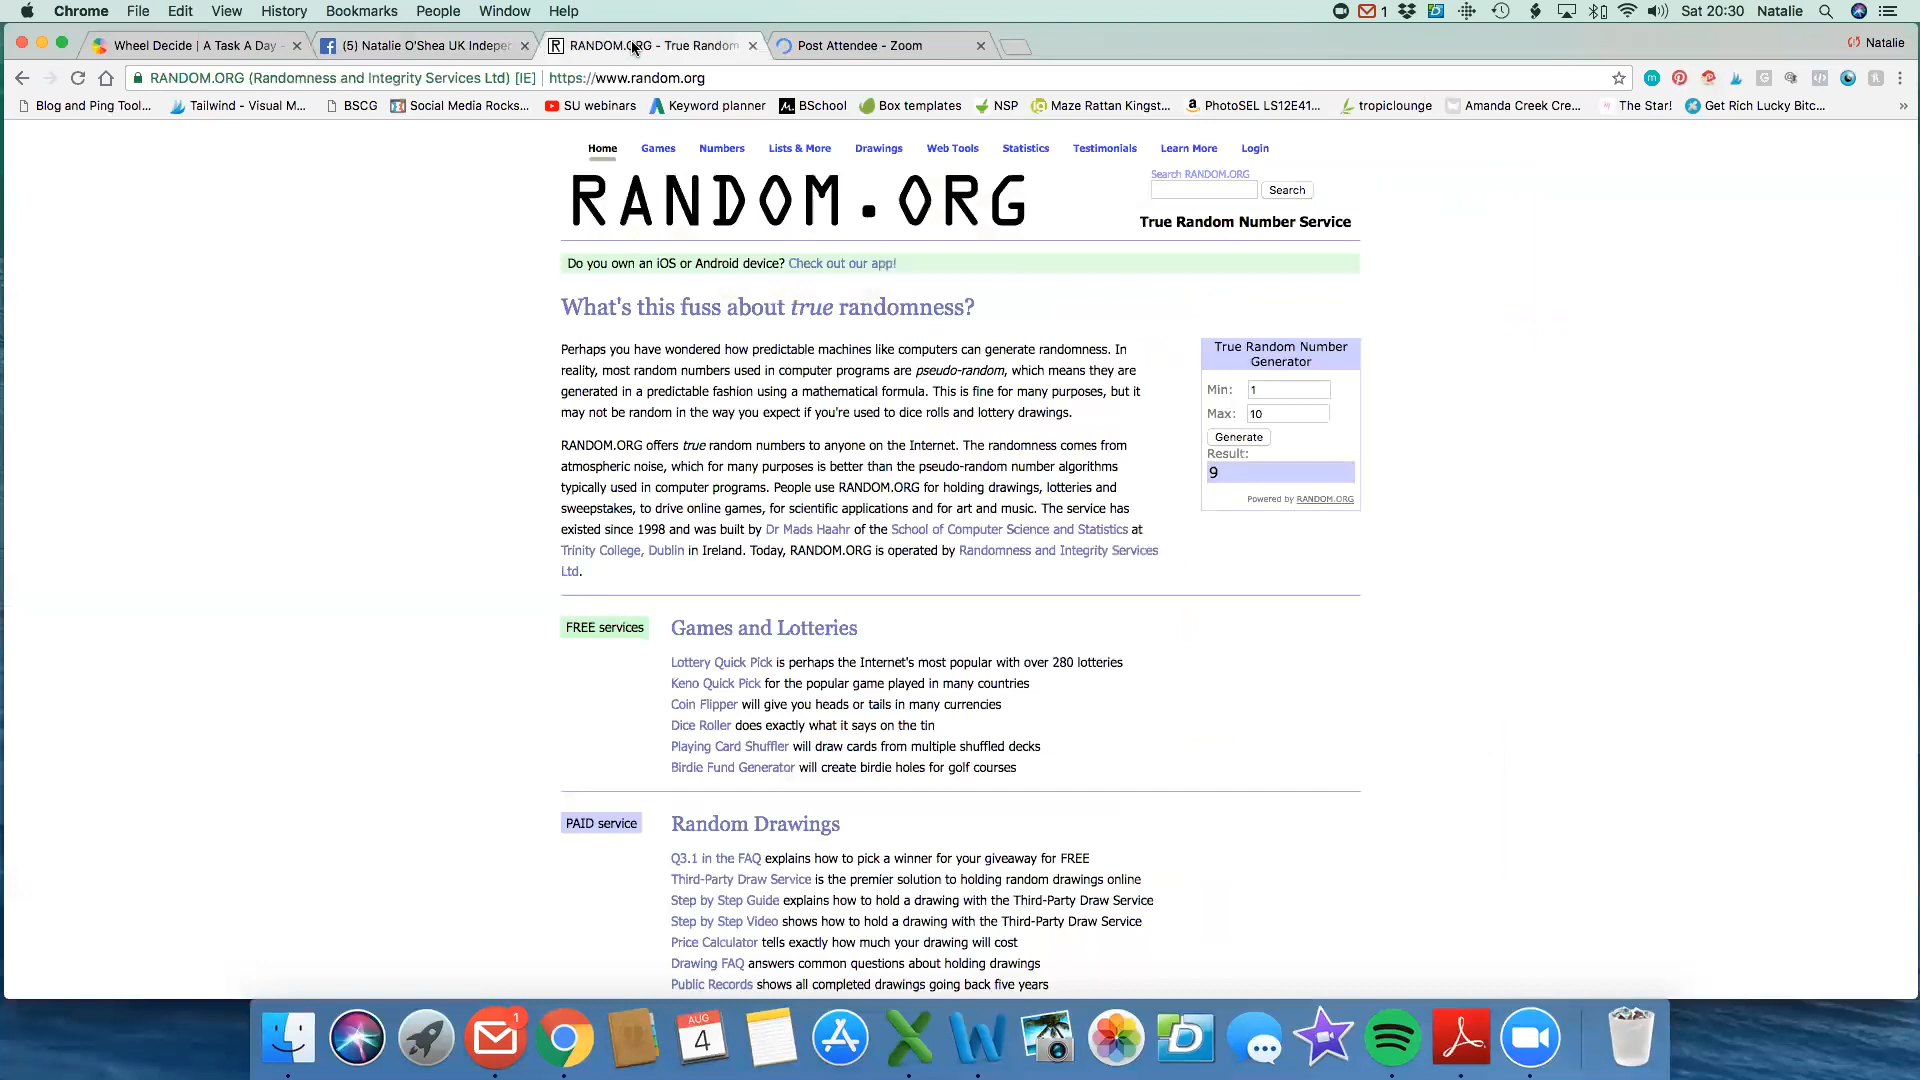 Chrome File Edit View History Bookmarks People Window Help 1 Sat 20:30 Natalie
Wheel Decide | A Task A Day - (5) Natalie O'Shea UK Indeper RANDOM.ORG - True Random Post Attendee - Zoom Natalie
RANDOM.ORG (Randomness and Integrity Services Ltd) [IE] https://www.random.org
Blog and Ping Tool... Tailwind - Visual M... BSCG Social Media Rocks... SU webinars Keyword planner BSchool Box templates NSP Maze Rattan Kingst... PhotoSEL LS12E41... tropiclounge Amanda Creek Cre... The Star! Get Rich Lucky Bitc... »
Home Games Numbers Lists & More Drawings Web Tools Statistics Testimonials Learn More Login
Search RANDOM.ORG
Search
RANDOM.ORG
True Random Number Service
Do you own an iOS or Android device? Check out our app!
What's this fuss about true randomness?
Perhaps you have wondered how predictable machines like computers can generate randomness. In
reality, most random numbers used in computer programs are pseudo-random, which means they are
generated in a predictable fashion using a mathematical formula. This is fine for many purposes, but it
may not be random in the way you expect if you're used to dice rolls and lottery drawings.
RANDOM.ORG offers true random numbers to anyone on the Internet. The randomness comes from
atmospheric noise, which for many purposes is better than the pseudo-random number algorithms
typically used in computer programs. People use RANDOM.ORG for holding drawings, lotteries and
sweepstakes, to drive online games, for scientific applications and for art and music. The service has
existed since 1998 and was built by Dr Mads Haahr of the School of Computer Science and Statistics at
Trinity College, Dublin in Ireland. Today, RANDOM.ORG is operated by Randomness and Integrity Services
Ltd.
True Random Number
Generator
Min: 1
Max: 10
Generate
Result:
9
Powered by RANDOM.ORG
FREE services
Games and Lotteries
Lottery Quick Pick is perhaps the Internet's most popular with over 280 lotteries
Keno Quick Pick for the popular game played in many countries
Coin Flipper will give you heads or tails in many currencies
Dice Roller does exactly what it says on the tin
Playing Card Shuffler will draw cards from multiple shuffled decks
Birdie Fund Generator will create birdie holes for golf courses
PAID service
Random Drawings
Q3.1 in the FAQ explains how to pick a winner for your giveaway for FREE
Third-Party Draw Service is the premier solution to holding random drawings online
Step by Step Guide explains how to hold a drawing with the Third-Party Draw Service
Step by Step Video shows how to hold a drawing with the Third-Party Draw Service
Price Calculator tells exactly how much your drawing will cost
Drawing FAQ answers common questions about holding drawings
Public Records shows all completed drawings going back five years
1
AUG
4